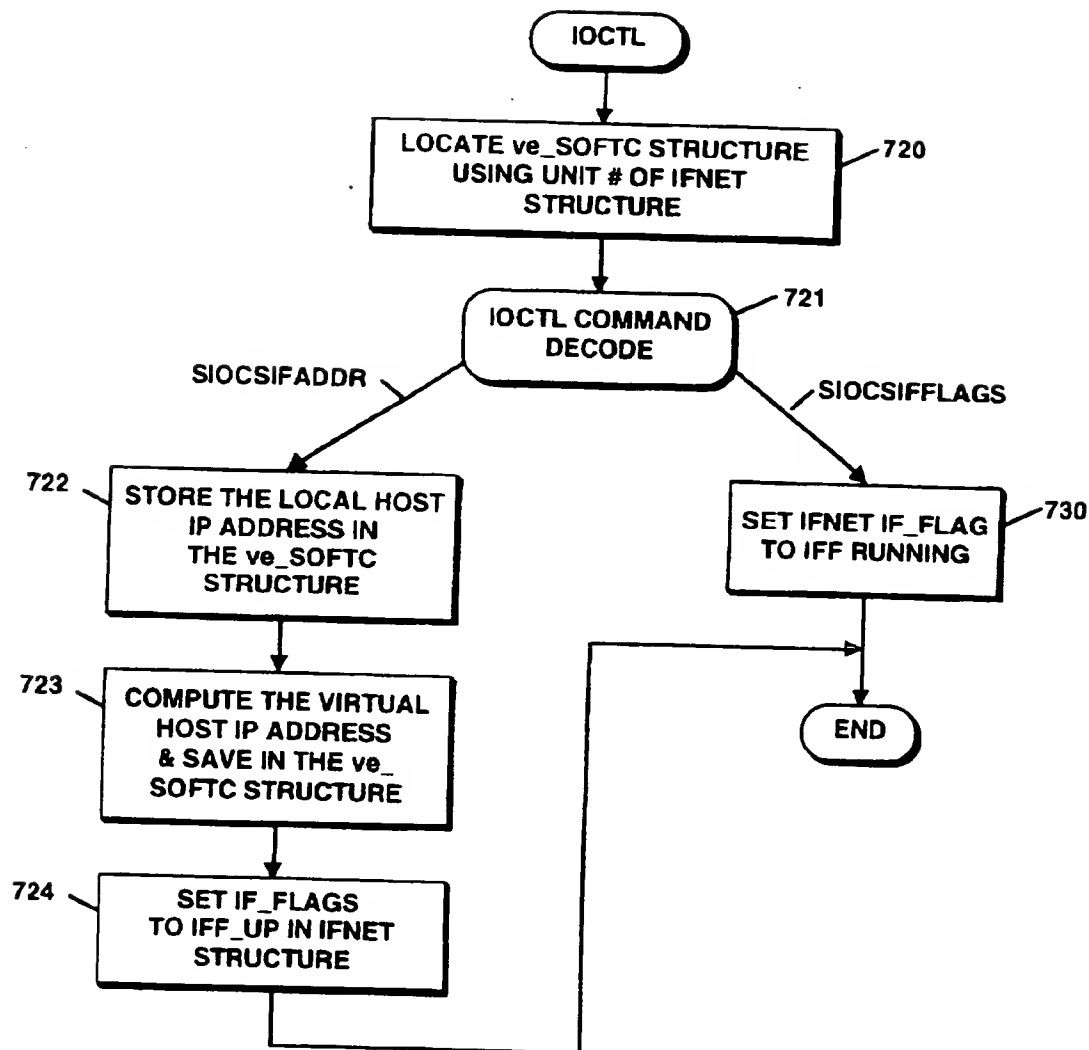 IOCTL
LOCATE ve_SOFTC STRUCTURE
USING UNIT # OF IFNET
STRUCTURE
720
IOCTL COMMAND
DECODE
721
SIOCSIFADDR
SIOCSIFFLAGS
722
STORE THE LOCAL HOST
IP ADDRESS IN
THE ve_SOFTC
STRUCTURE
SET IFNET IF_FLAG
TO IFF RUNNING
730
723
COMPUTE THE VIRTUAL
HOST IP ADDRESS
& SAVE IN THE ve_
SOFTC STRUCTURE
END
724
SET IF_FLAGS
TO IFF_UP IN IFNET
STRUCTURE